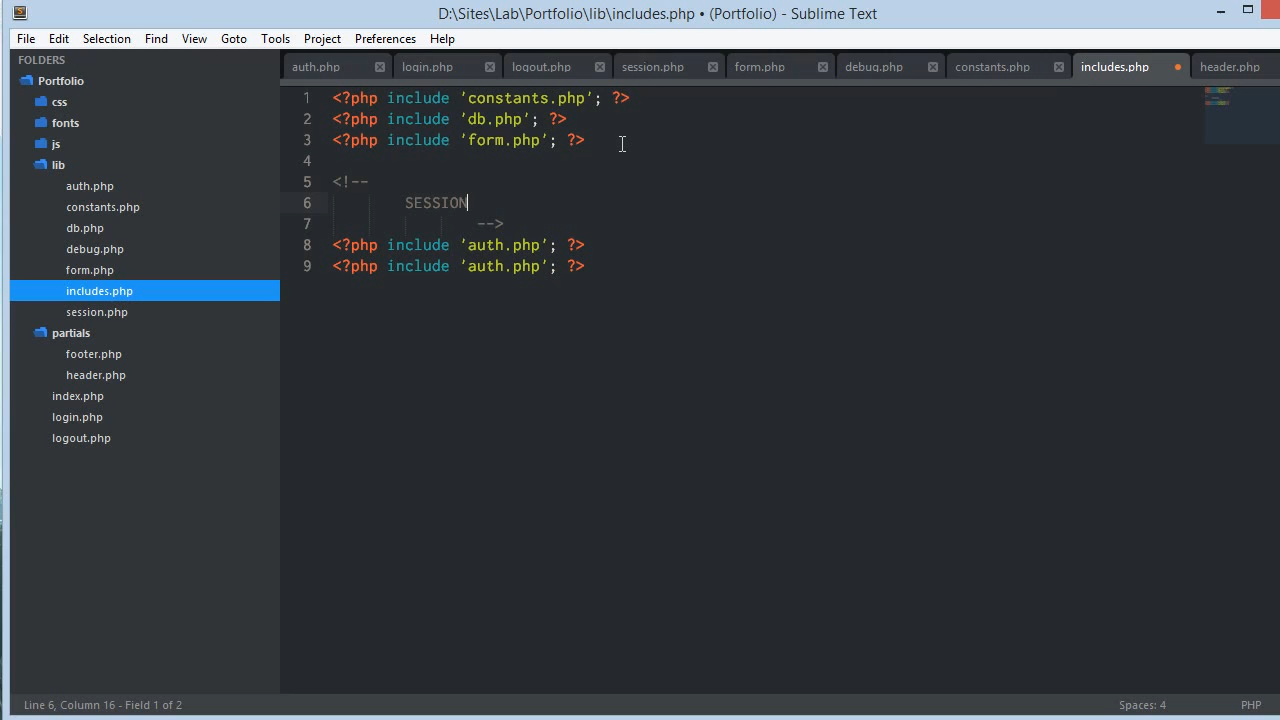 D:\Sites\Lab\Portfolio\lib\includes.php • (Portfolio) - Sublime Text
File Edit Selection Find View Goto Tools Project Preferences Help
FOLDERS
Portfolio
css
fonts
js
lib
auth.php
constants.php
db.php
debug.php
form.php
includes.php
session.php
partials
footer.php
header.php
index.php
login.php
logout.php
auth.php login.php logout.php session.php form.php debug.php constants.php includes.php header.php
1 <?php include 'constants.php'; ?>
2 <?php include 'db.php'; ?>
3 <?php include 'form.php'; ?>
4
5 <!--
6 SESSION
7 -->
8 <?php include 'auth.php'; ?>
9 <?php include 'auth.php'; ?>
Line 6, Column 16 - Field 1 of 2
Spaces: 4 PHP